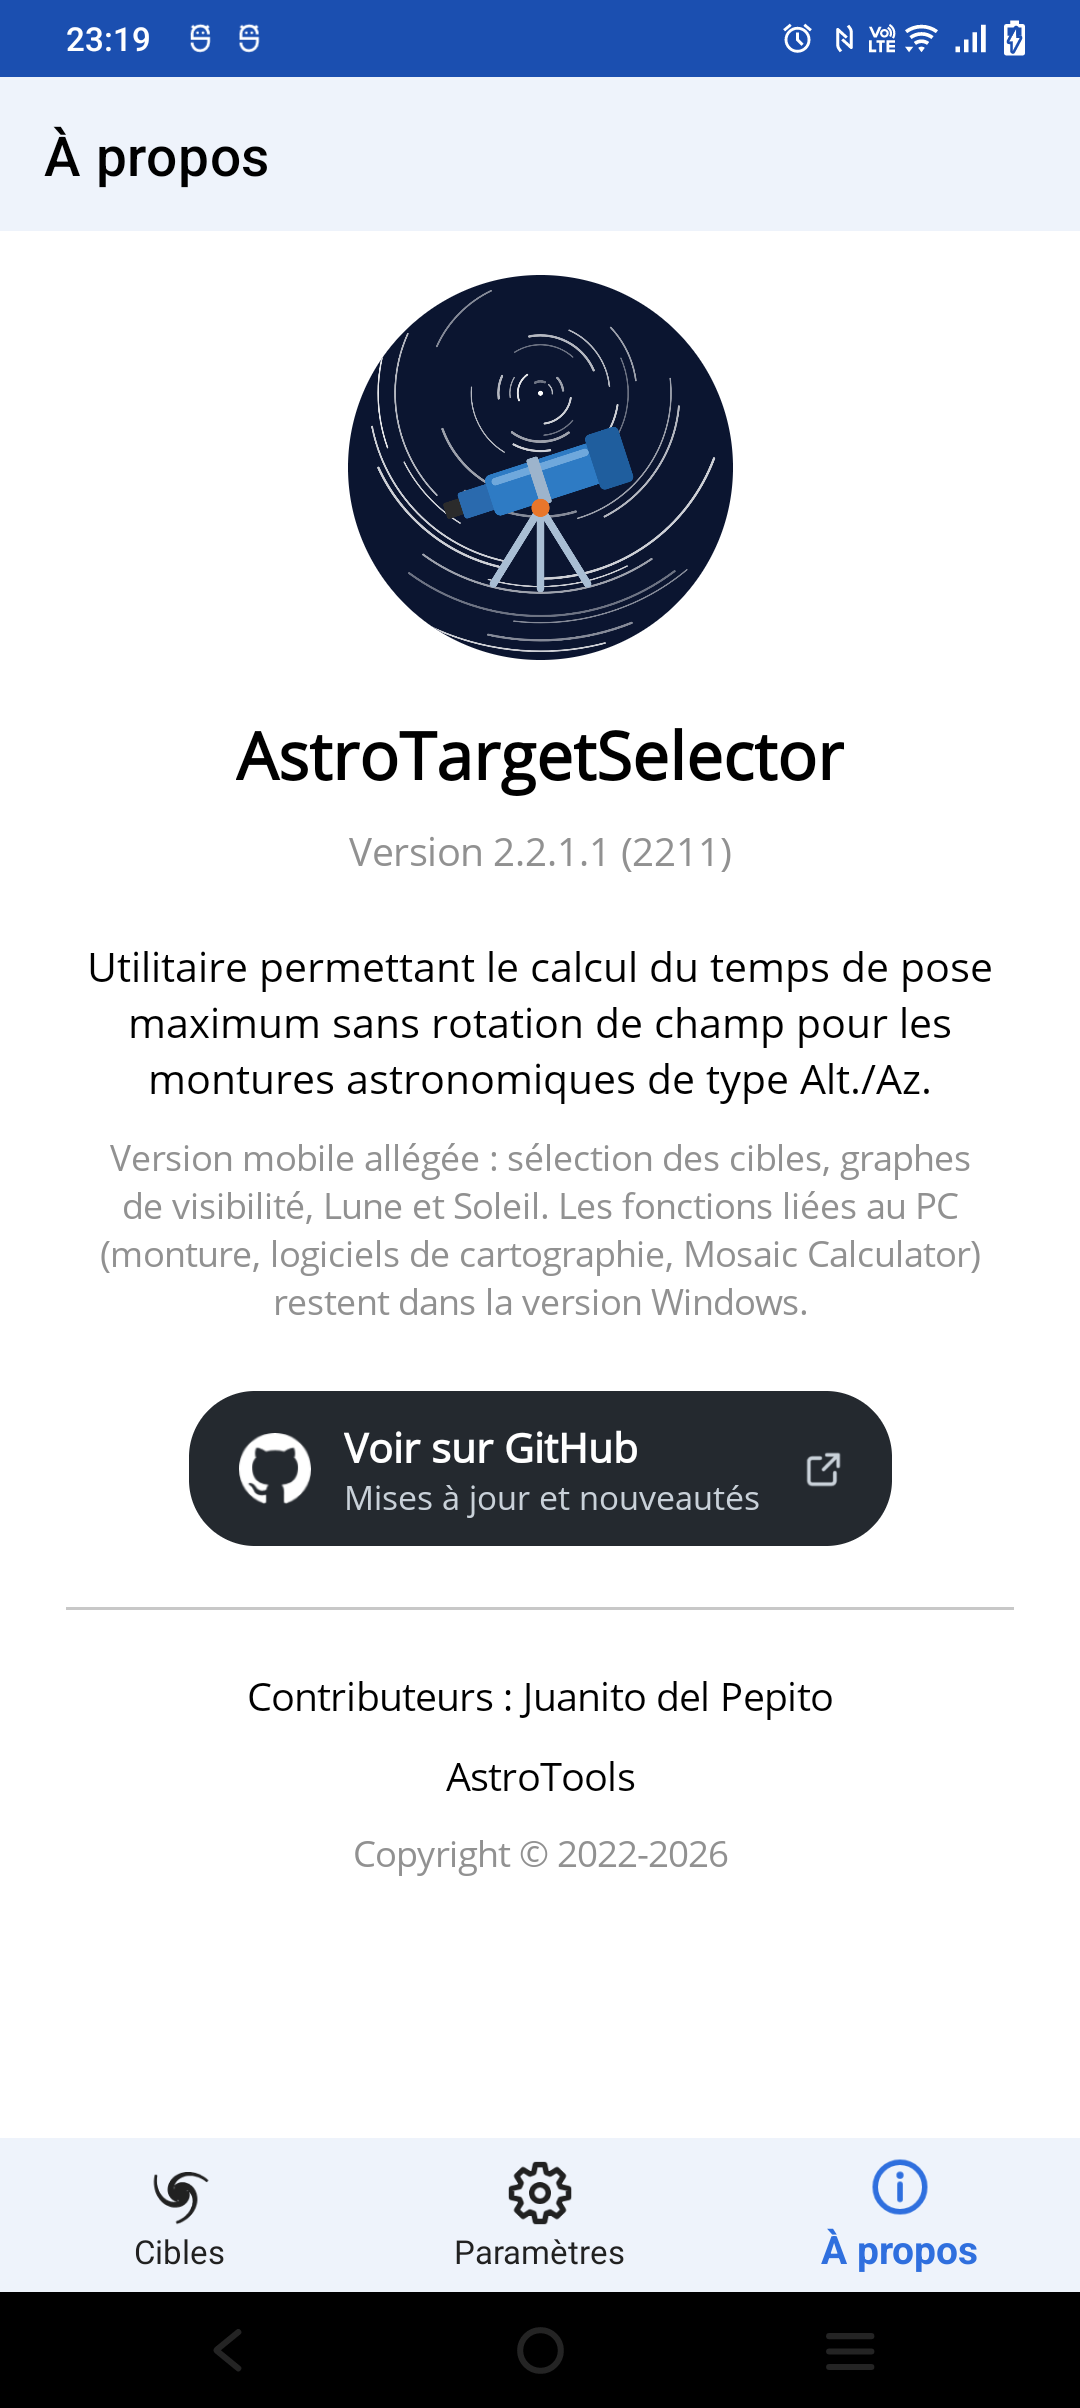 23:19
VoLTE
À propos
AstroTargetSelector
Version 2.2.1.1 (2211)
Utilitaire permettant le calcul du temps de pose
maximum sans rotation de champ pour les
montures astronomiques de type Alt./Az.
Version mobile allégée : sélection des cibles, graphes
de visibilité, Lune et Soleil. Les fonctions liées au PC
(monture, logiciels de cartographie, Mosaic Calculator)
restent dans la version Windows.
Voir sur GitHub
Mises à jour et nouveautés
Contributeurs : Juanito del Pepito
AstroTools
Copyright © 2022-2026
Cibles
Paramètres
À propos